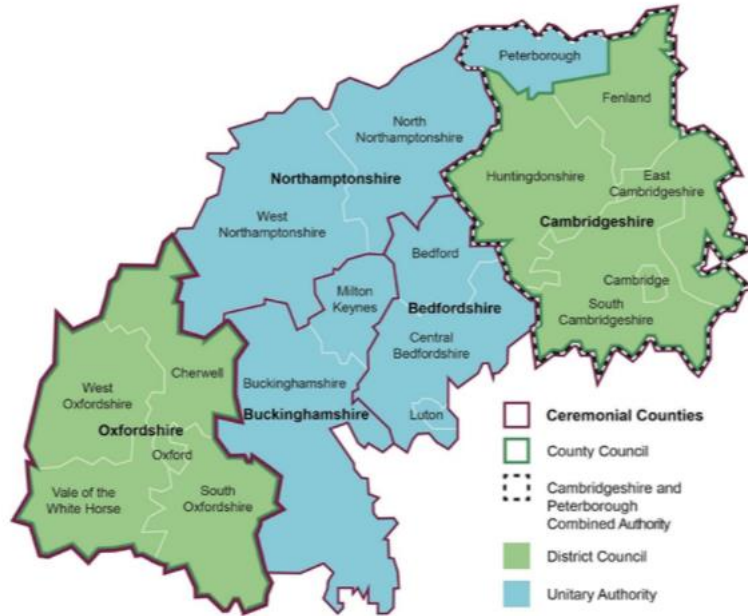 Peterborough
Fenland
North
Northamptonshire
Northamptonshire
Huntingdonshire
East
Cambridgeshire
West
Northamptonshire
Cambridgeshire
Bedford
Milton
Keynes
Cambridge
Bedfordshire
South
Cambridgeshire
Central
Bedfordshire
Cherwell
Buckinghamshire
West
Oxfordshire
Buckinghamshire
Luton
Oxfordshire
Oxford
Vale of the
White Horse
South
Oxfordshire
Ceremonial Counties
County Council
Cambridgeshire and
Peterborough
Combined Authority
District Council
Unitary Authority